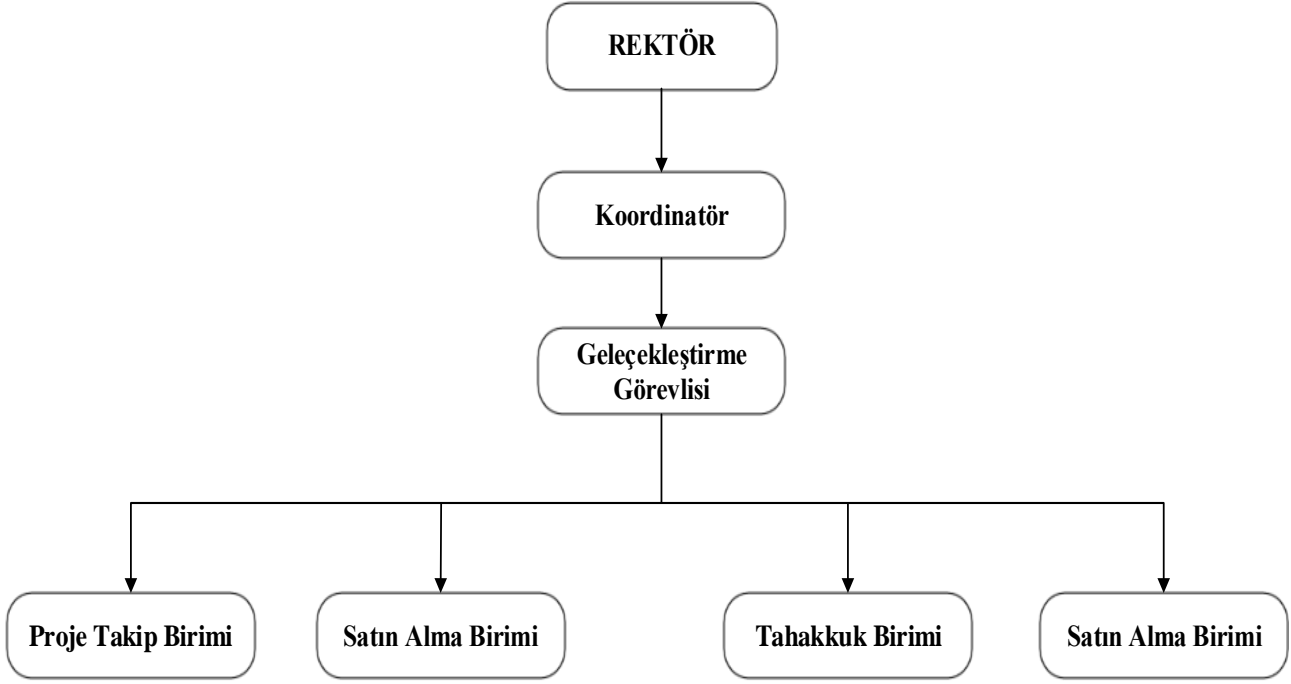 REKTÖR
Koordinatör
Geleçekleştirme
Görevlisi
Proje Takip Birimi
Satın Alma Birimi
Tahakkuk Birimi
Satın Alma Birimi